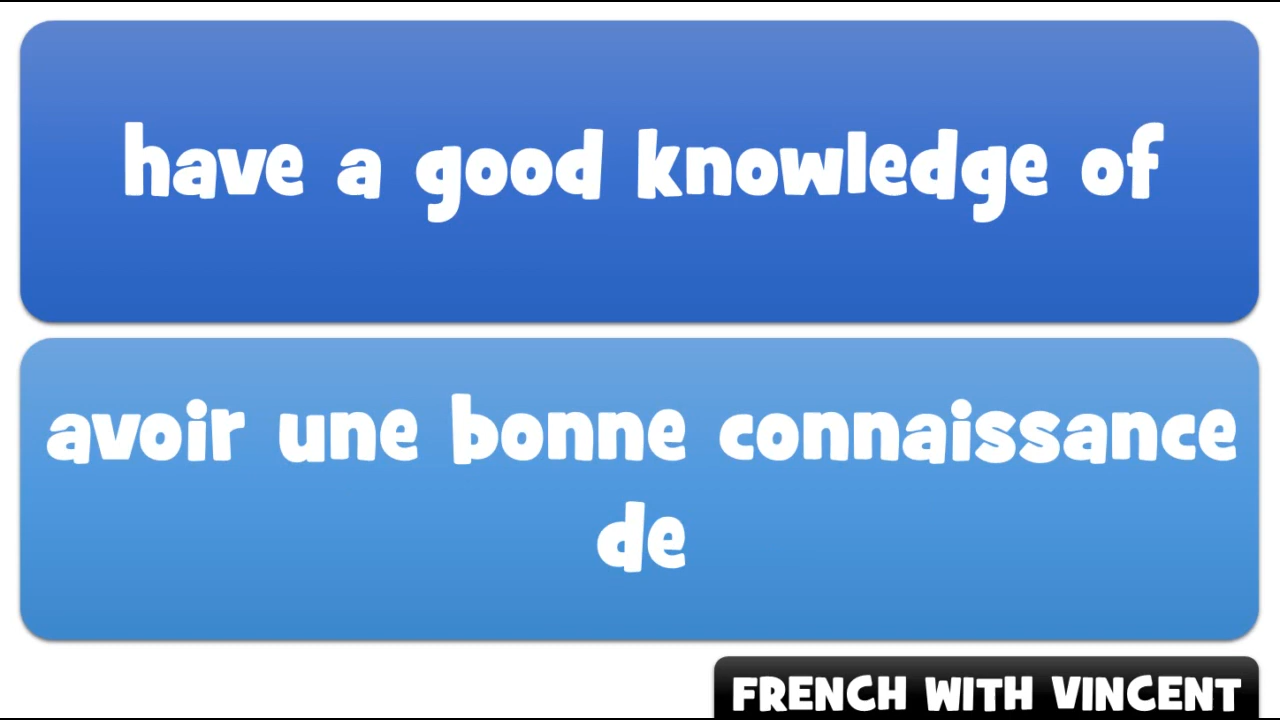 have a good knowledge of
avoir une bonne connaissance
de
FRENCH WITH VINCENT